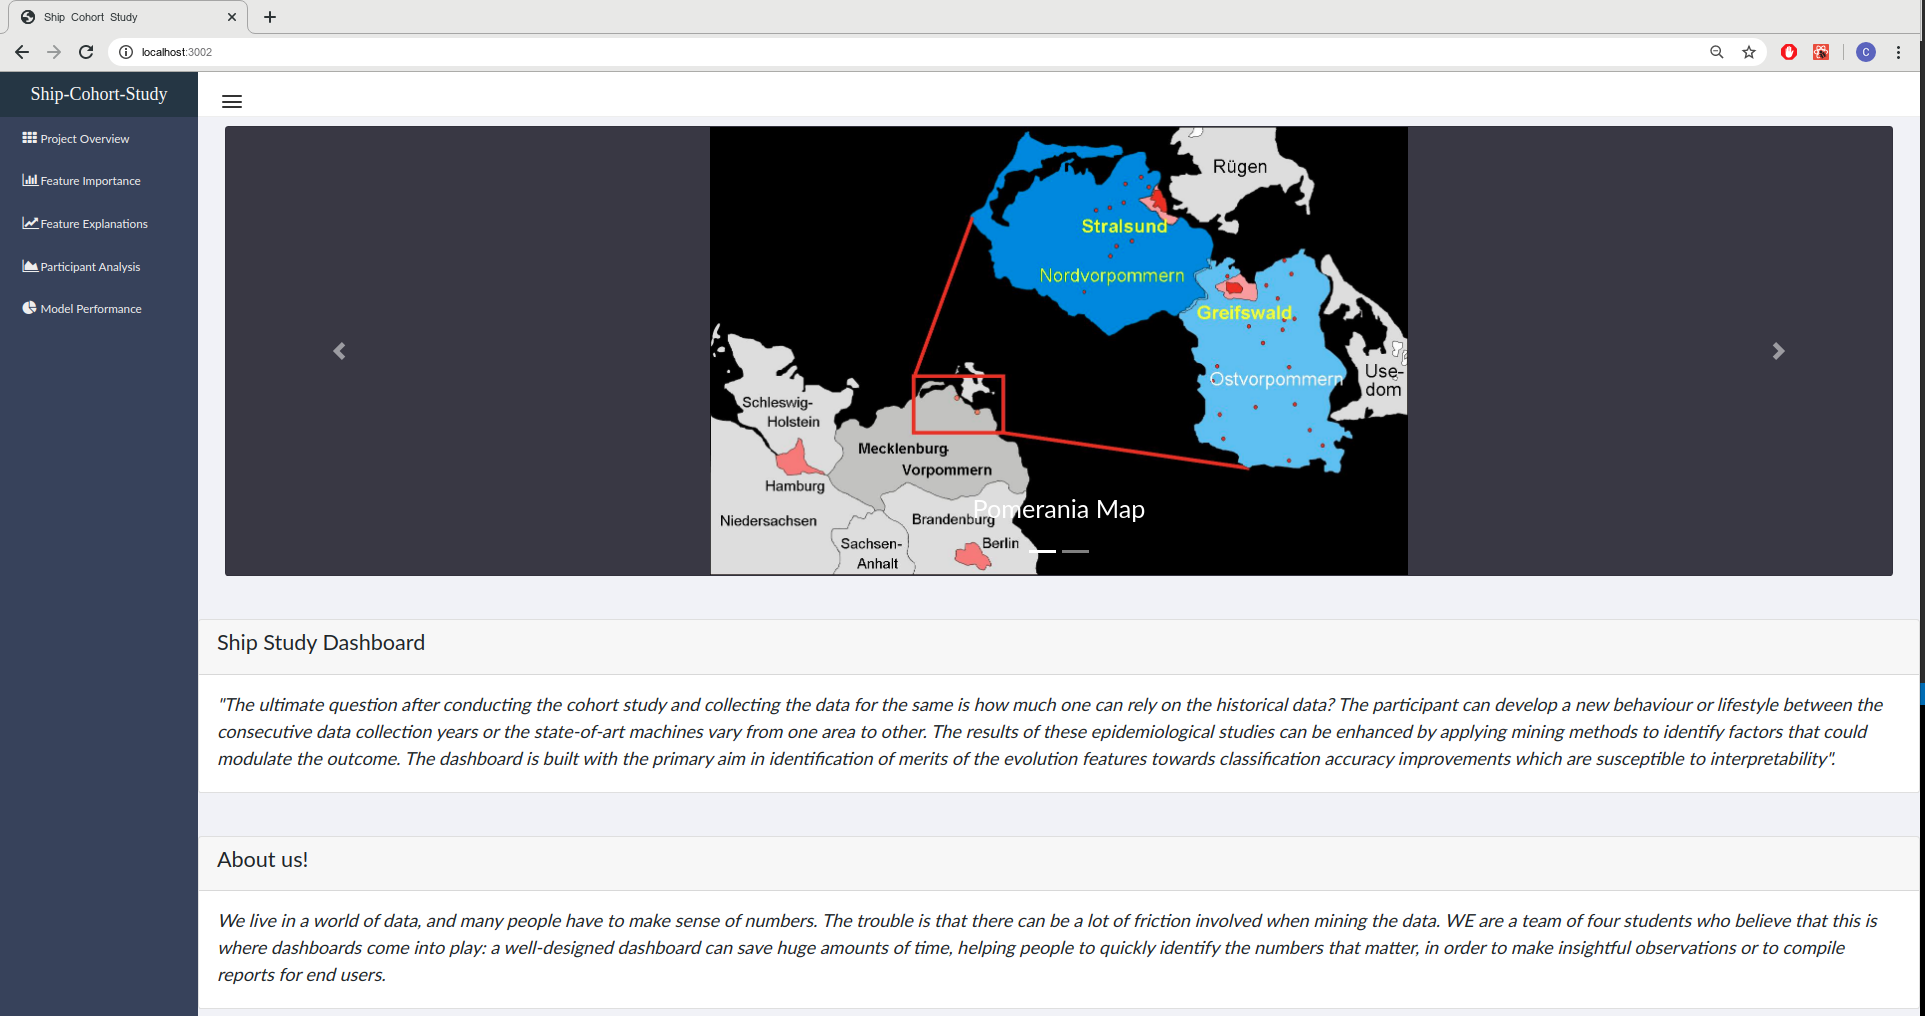 Ship Cohort Study
localhost:3002
C
Ship-Cohort-Study
Project Overview
Feature Importance
Feature Explanations
Participant Analysis
Model Performance
Rügen
Stralsund
Nordvorpommern
Greifswald
Ostvorpommern
Use-
dom
Schleswig-
Holstein
Mecklenburg-
Vorpommern
Hamburg
Niedersachsen
Brandenburg
Berlin
Sachsen-
Anhalt
Pomerania Map
Ship Study Dashboard
"The ultimate question after conducting the cohort study and collecting the data for the same is how much one can rely on the historical data? The participant can develop a new behaviour or lifestyle between the
consecutive data collection years or the state-of-art machines vary from one area to other. The results of these epidemiological studies can be enhanced by applying mining methods to identify factors that could
modulate the outcome. The dashboard is built with the primary aim in identification of merits of the evolution features towards classification accuracy improvements which are susceptible to interpretability".
About us!
We live in a world of data, and many people have to make sense of numbers. The trouble is that there can be a lot of friction involved when mining the data. WE are a team of four students who believe that this is
where dashboards come into play: a well-designed dashboard can save huge amounts of time, helping people to quickly identify the numbers that matter, in order to make insightful observations or to compile
reports for end users.